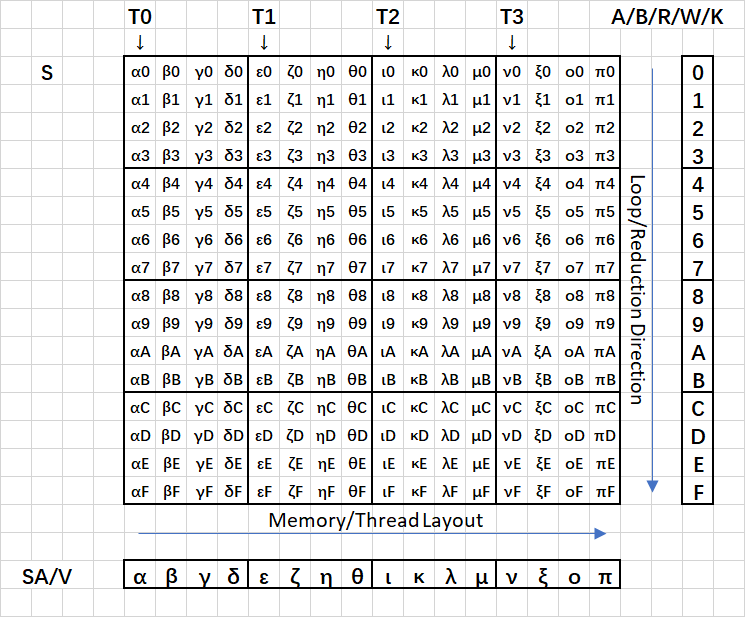 T0 T1 T2 T3 A/B/R/W/K
↓ ↓ ↓ ↓
S α0 β0 γ0 δ0 ε0 ζ0 η0 θ0 ι0 κ0 λ0 μ0 ν0 ξ0 ο0 π0 0
α1 β1 γ1 δ1 ε1 ζ1 η1 θ1 ι1 κ1 λ1 μ1 ν1 ξ1 ο1 π1 1
α2 β2 γ2 δ2 ε2 ζ2 η2 θ2 ι2 κ2 λ2 μ2 ν2 ξ2 ο2 π2 2
α3 β3 γ3 δ3 ε3 ζ3 η3 θ3 ι3 κ3 λ3 μ3 ν3 ξ3 ο3 π3 3
α4 β4 γ4 δ4 ε4 ζ4 η4 θ4 ι4 κ4 λ4 μ4 ν4 ξ4 ο4 π4 4
α5 β5 γ5 δ5 ε5 ζ5 η5 θ5 ι5 κ5 λ5 μ5 ν5 ξ5 ο5 π5 5
α6 β6 γ6 δ6 ε6 ζ6 η6 θ6 ι6 κ6 λ6 μ6 ν6 ξ6 ο6 π6 6
α7 β7 γ7 δ7 ε7 ζ7 η7 θ7 ι7 κ7 λ7 μ7 ν7 ξ7 ο7 π7 7
α8 β8 γ8 δ8 ε8 ζ8 η8 θ8 ι8 κ8 λ8 μ8 ν8 ξ8 ο8 π8 8
α9 β9 γ9 δ9 ε9 ζ9 η9 θ9 ι9 κ9 λ9 μ9 ν9 ξ9 ο9 π9 9
αA βA γA δA εA ζA ηA θA ιA κA λA μA νA ξA οA πA A
αB βB γB δB εB ζB ηB θB ιB κB λB μB νB ξB οB πB B
αC βC γC δC εC ζC ηC θC ιC κC λC μC νC ξC οC πC C
αD βD γD δD εD ζD ηD θD ιD κD λD μD νD ξD οD πD D
αE βE γE δE εE ζE ηE θE ιE κE λE μE νE ξE οE πE E
αF βF γF δF εF ζF ηF θF ιF κF λF μF νF ξF οF πF F
Loop/Reduction Direction
Memory/Thread Layout
SA/V α β γ δ ε ζ η θ ι κ λ μ ν ξ ο π